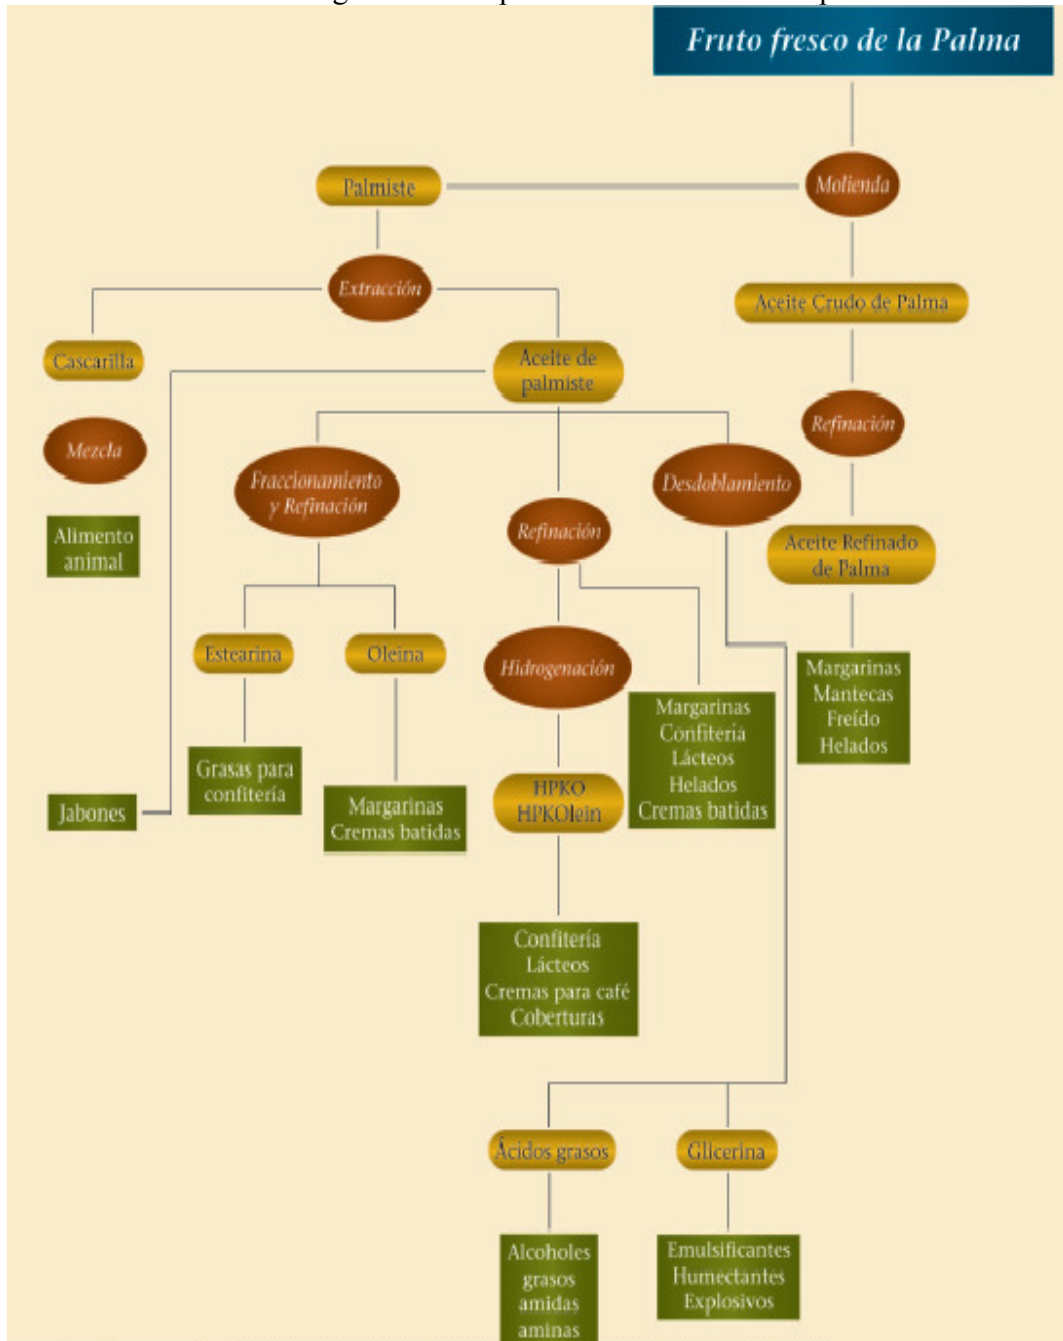 Fruto fresco de la Palma
Molienda
Palmiste
Extracción
Aceite Crudo de Palma
Cascarilla
Aceite de
palmiste
Refinación
Mezcla
Fraccionamiento
y Refinación
Desdoblamiento
Refinación
Alimento
animal
Aceite Refinado
de Palma
Estearina
Oleina
Hidrogenación
Margarinas
Mantecas
Freído
Helados
Margarinas
Confitería
Lácteos
Helados
Cremas batidas
Grasas para
confitería
HPKO
HPKOlein
Jabones
Margarinas
Cremas batidas
Confitería
Lácteos
Cremas para café
Coberturas
Ácidos grasos
Glicerina
Alcoholes
grasos
amidas
aminas
Emulsificantes
Humectantes
Explosivos